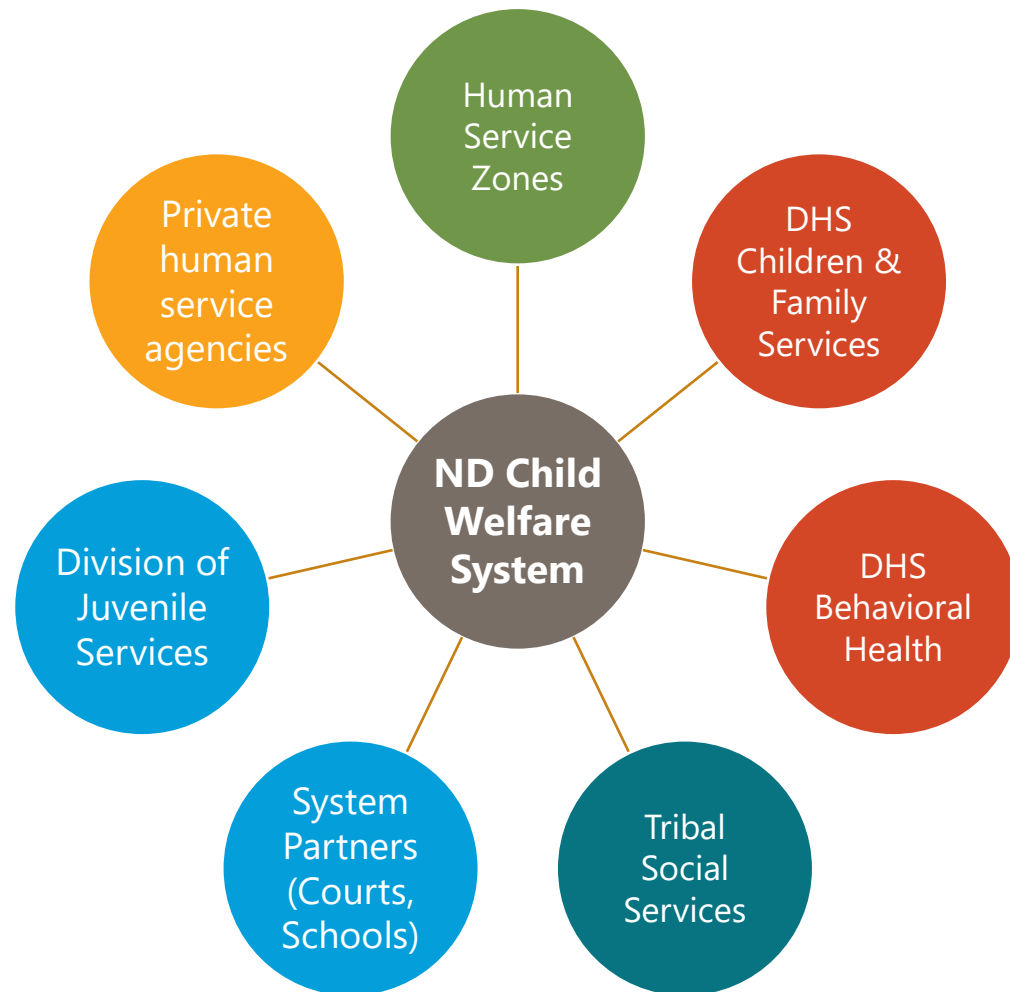 Human
Service
Zones
DHS
Children &
Family
Services
DHS
Behavioral
Health
Tribal
Social
Services
System
Partners
(Courts,
Schools)
Division of
Juvenile
Services
Private
human
service
agencies
ND Child
Welfare
System